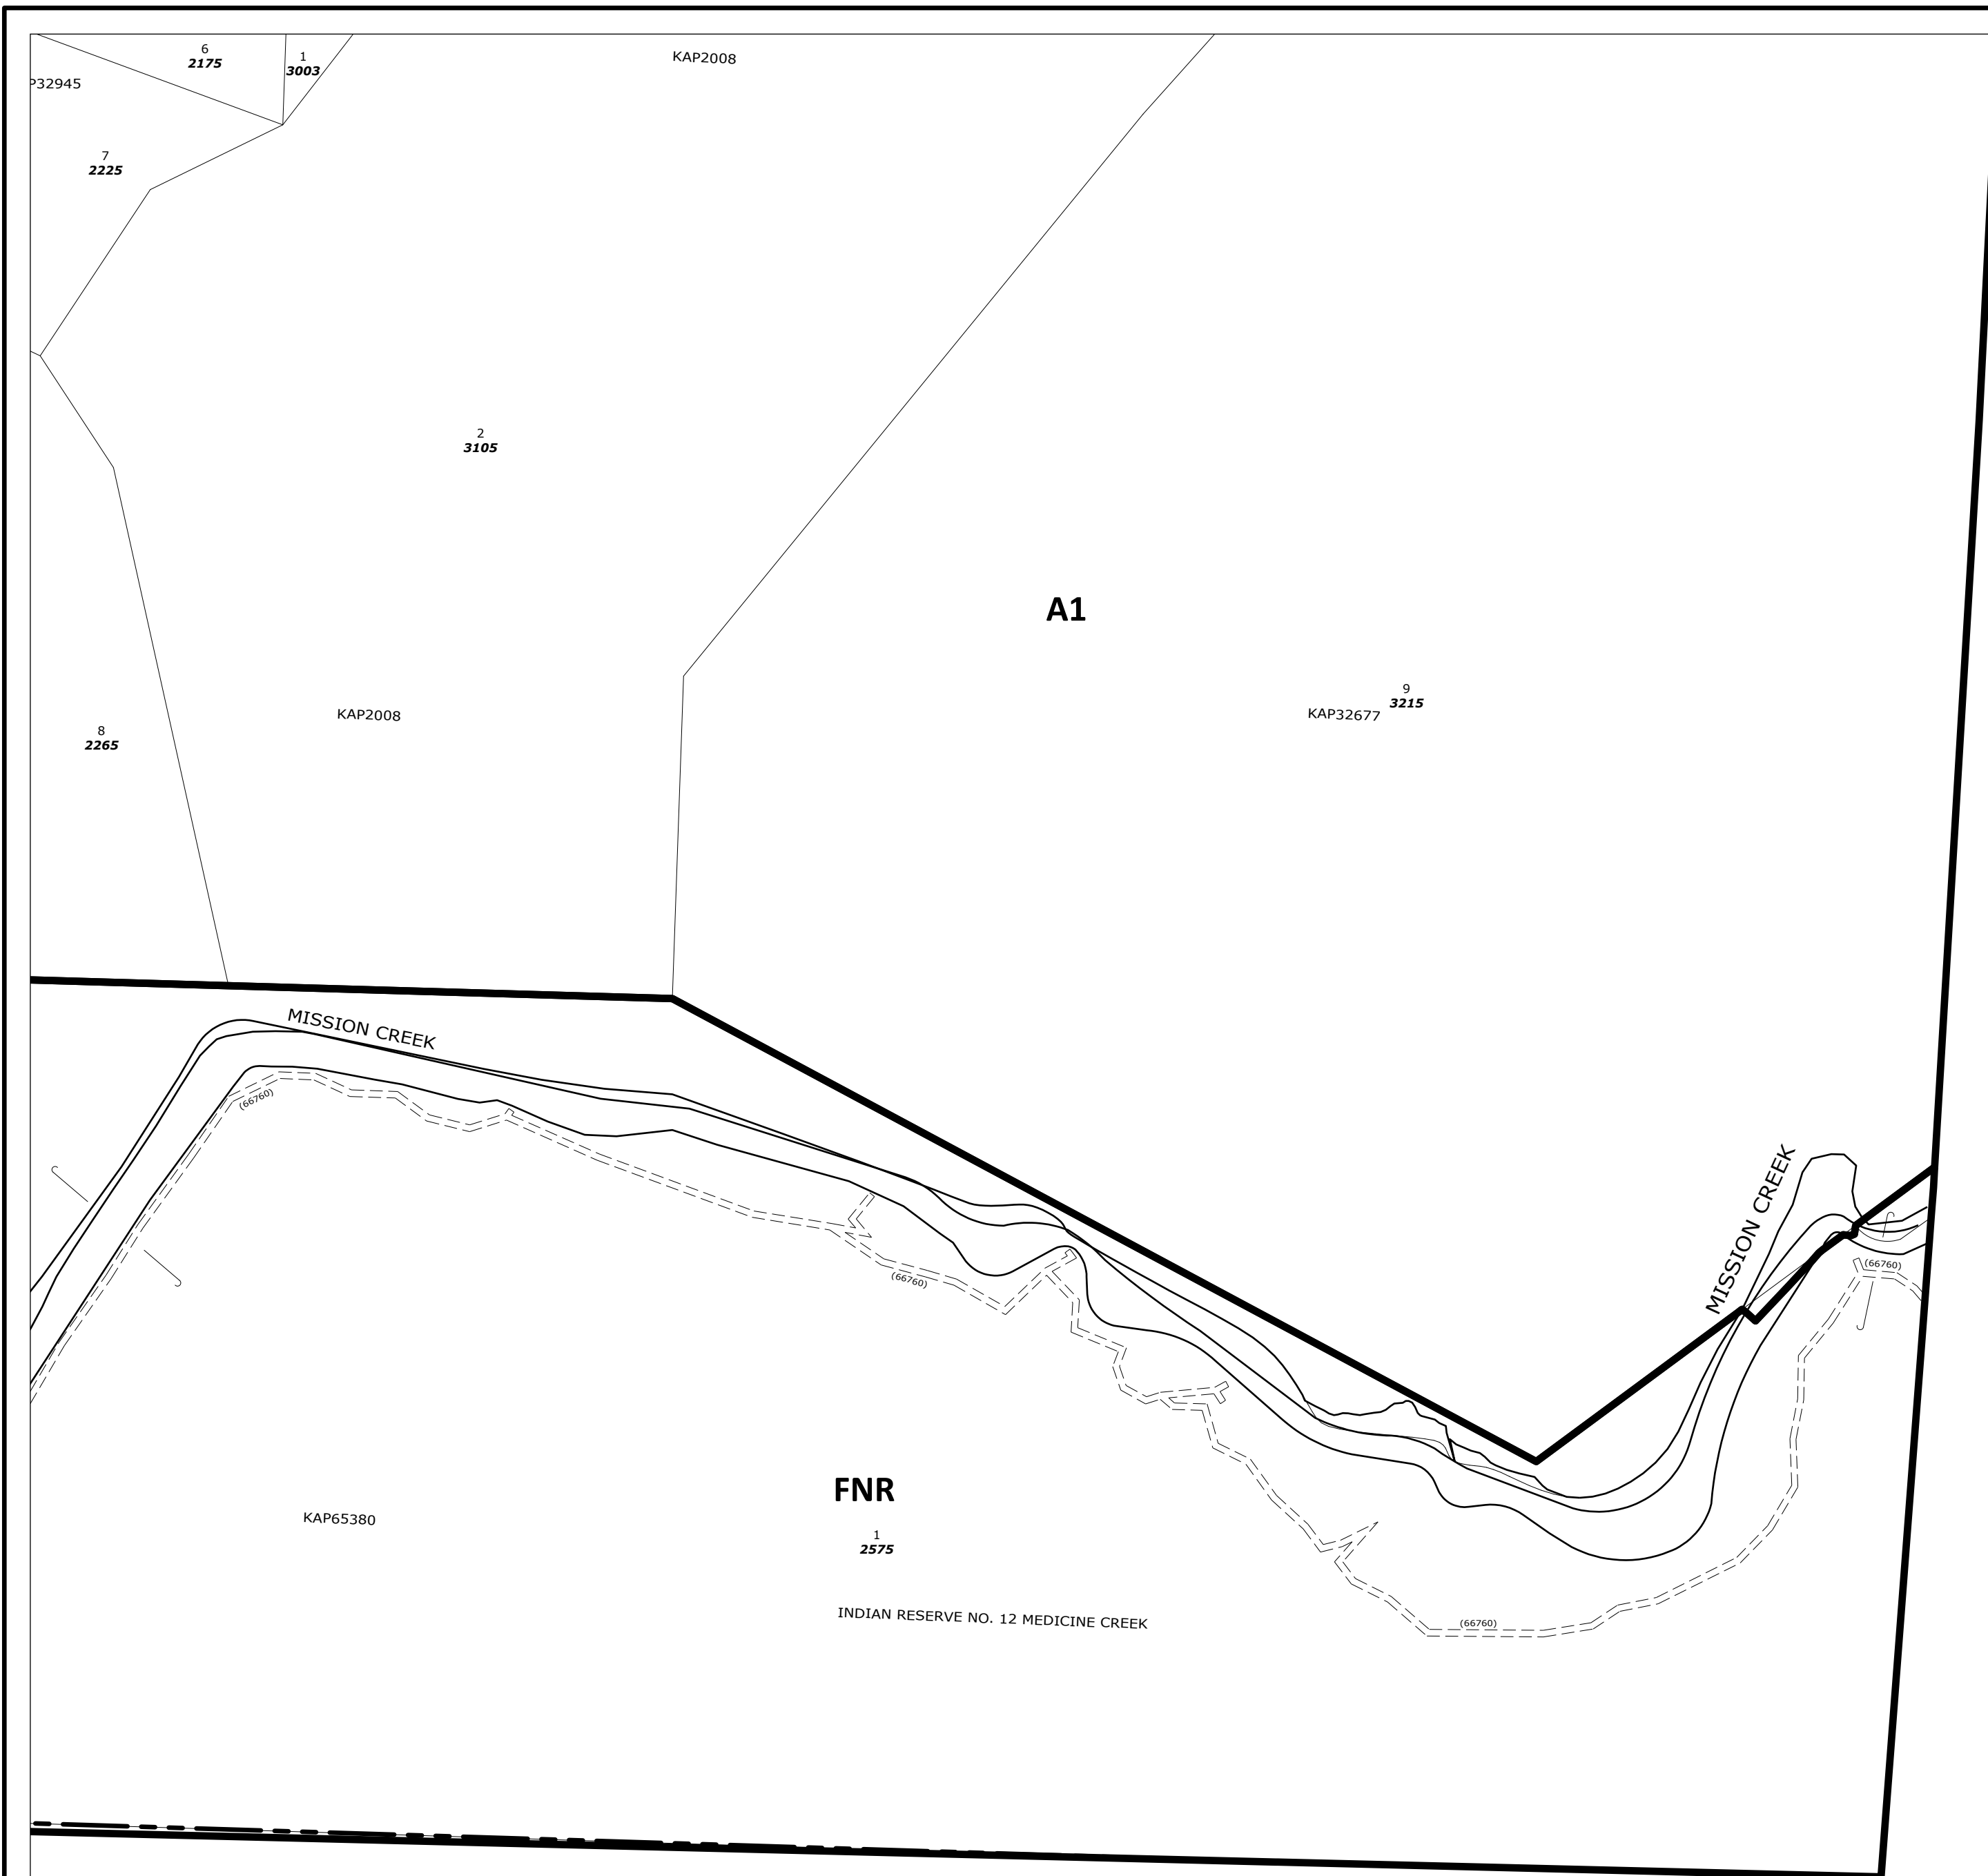 6
2175
1
3003
KAP2008
P32945
7
2225
2
3105
A1
9
3215
KAP32677
KAP2008
8
2265
MISSION CREEK
(66760)
MISSION CREEK
(66760)
(66760)
FNR
KAP65380
1
2575
INDIAN RESERVE NO. 12 MEDICINE CREEK
(66760)